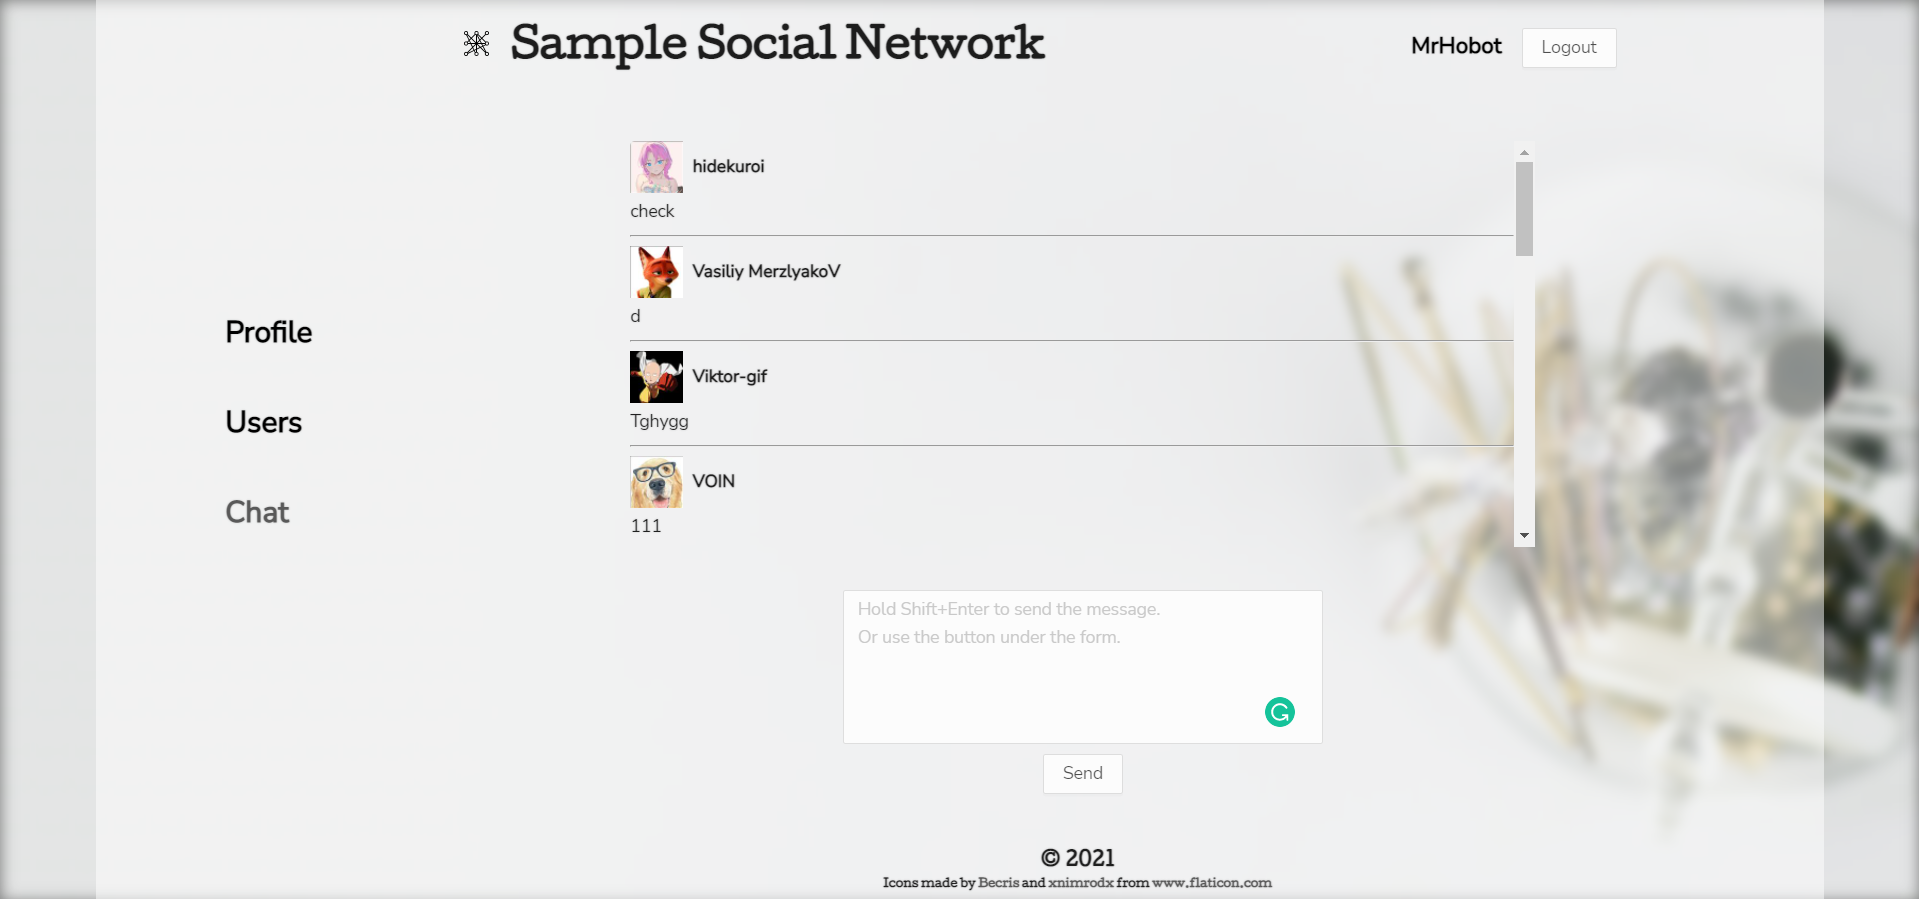 Sample Social Network
MrHobot
Logout
Profile
Users
Chat
hidekuroi
check
Vasiliy MerzlyakoV
d
Viktor-gif
Tghygg
VOIN
111
Hold Shift+Enter to send the message.
Or use the button under the form.
Send
© 2021
Icons made by Becris and xnimrodx from www.flaticon.com